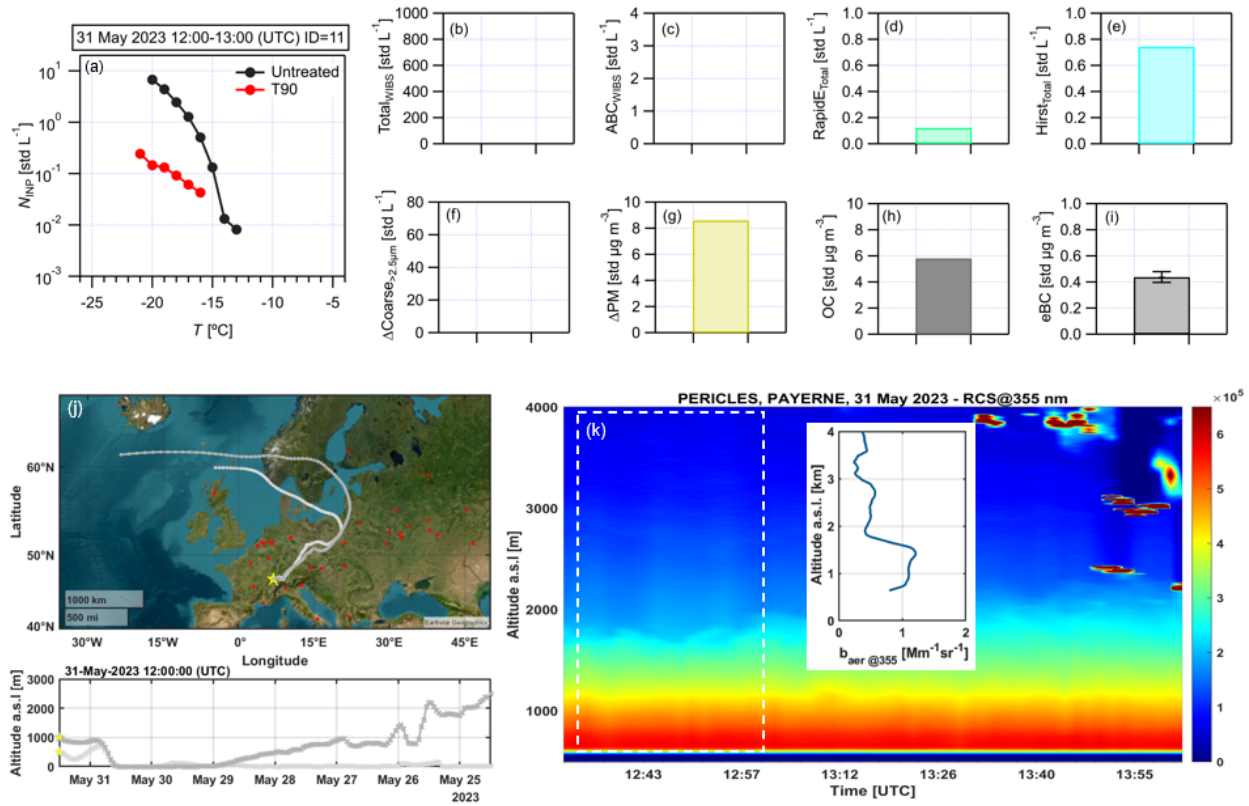 31 May 2023 12:00-13:00 (UTC) ID=11
(a)
Untreated
T90
N_INP [std L⁻¹]
10¹
10⁰
10⁻¹
10⁻²
10⁻³
-25
-20
-15
-10
-5
T [ºC]
(b)
Total_WIBS [std L⁻¹]
1000
800
600
400
200
0
(c)
ABC_WIBS [std L⁻¹]
4
3
2
1
0
(d)
RapidE_Total [std L⁻¹]
1.0
0.8
0.6
0.4
0.2
0.0
(e)
Hirst_Total [std L⁻¹]
1.0
0.8
0.6
0.4
0.2
0.0
(f)
ΔCoarse_>2.5µm [std L⁻¹]
80
60
40
20
0
(g)
ΔPM [std µg m⁻³]
10
8
6
4
2
0
(h)
OC [std µg m⁻³]
10
8
6
4
2
0
(i)
eBC [std µg m⁻³]
1.0
0.8
0.6
0.4
0.2
0.0
(j)
Latitude
60°N
50°N
40°N
1000 km
500 mi
Earthstar Geographics
30°W
15°W
0°
15°E
30°E
45°E
Longitude
31-May-2023 12:00:00 (UTC)
Altitude a.s.l [m]
3000
2000
1000
0
May 31
May 30
May 29
May 28
May 27
May 26
May 25
2023
PERICLES, PAYERNE, 31 May 2023 - RCS@355 nm
(k)
Altitude a.s.l [m]
4000
3000
2000
1000
12:43
12:57
13:12
13:26
13:40
13:55
Time [UTC]
Altitude a.s.l. [km]
4
3
2
1
0
0
1
2
b_aer @355 [Mm⁻¹sr⁻¹]
×10⁵
6
5
4
3
2
1
0